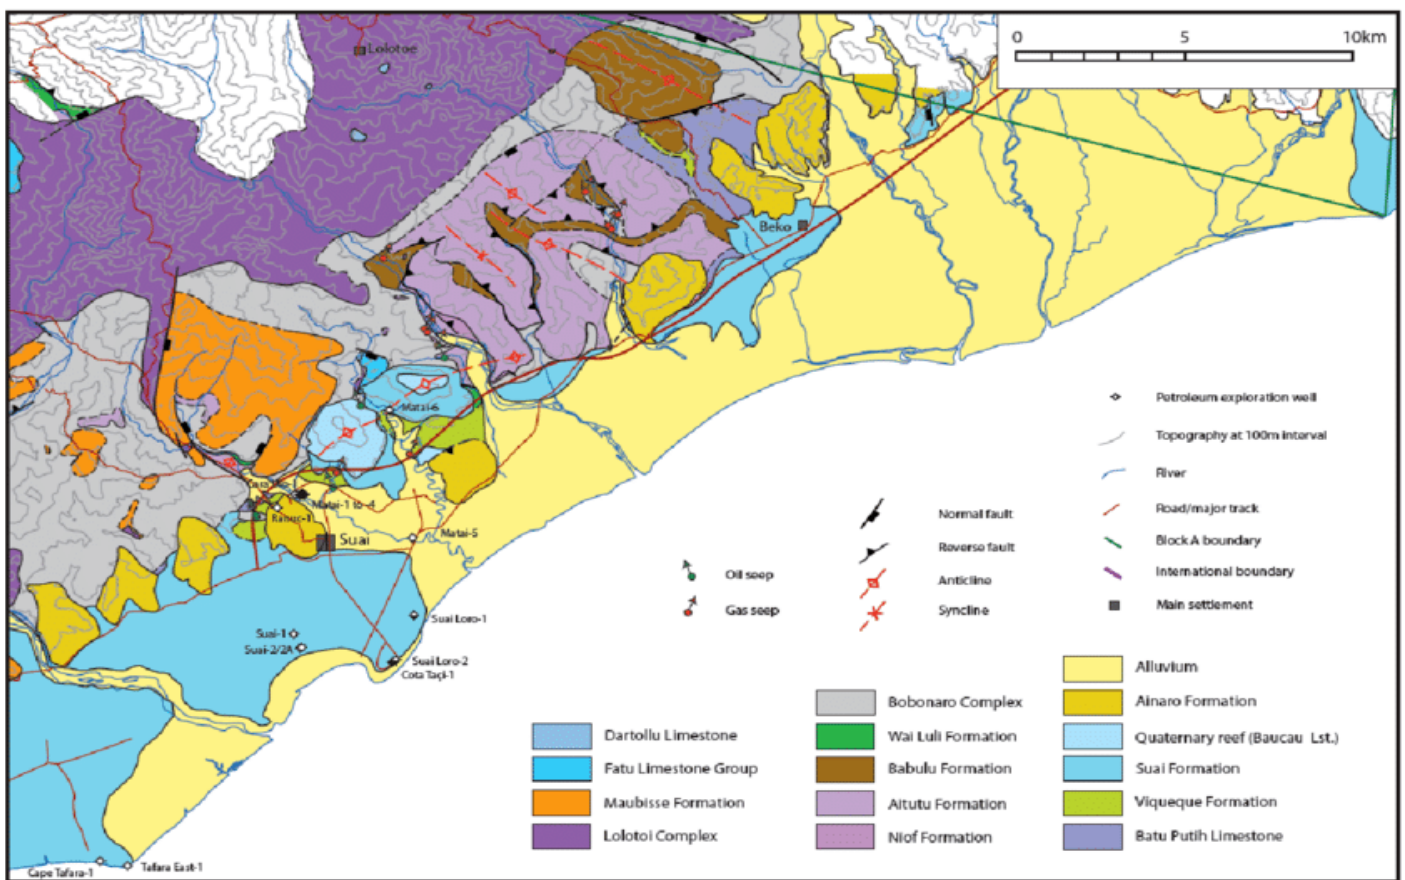 0 5 10km
Lolotoe
Beko
Matai-6
Matai-1 to -4
Ranuc-1
Suai
Matai-5
Suai Loro-1
Suai-1
Suai-2/2A
Suai Loro-2
Cota Taçi-1
Cape Tafara-1
Tafara East-1
Petroleum exploration well
Topography at 100m interval
River
Road/major track
Block A boundary
International boundary
Main settlement
Normal fault
Reverse fault
Anticline
Syncline
Oil seep
Gas seep
Dartollu Limestone
Fatu Limestone Group
Maubisse Formation
Lolotoi Complex
Bobonaro Complex
Wai Luli Formation
Babulu Formation
Aitutu Formation
Niof Formation
Alluvium
Ainaro Formation
Quaternary reef (Baucau Lst.)
Suai Formation
Viqueque Formation
Batu Putih Limestone